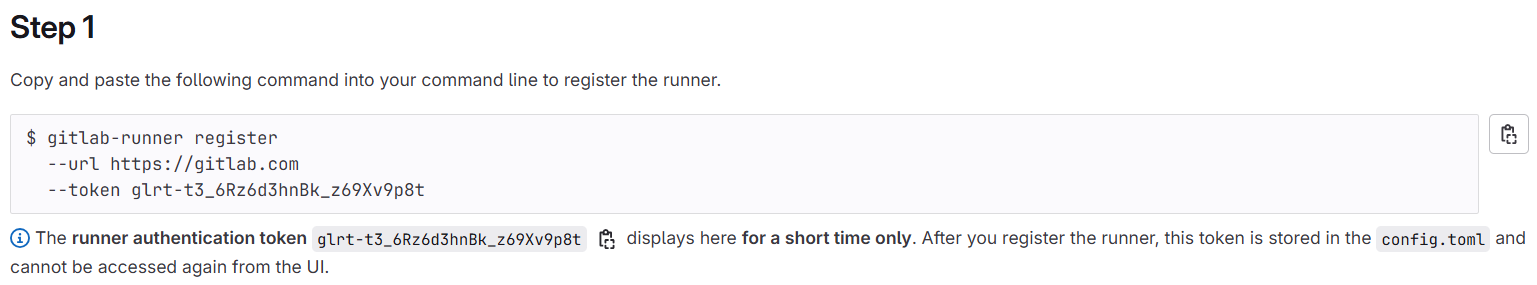 Step 1
Copy and paste the following command into your command line to register the runner.
$ gitlab-runner register
--url https://gitlab.com
--token glrt-t3_6Rz6d3hnBk_z69Xv9p8t
The runner authentication token glrt-t3_6Rz6d3hnBk_z69Xv9p8t displays here for a short time only. After you register the runner, this token is stored in the config.toml and
cannot be accessed again from the UI.